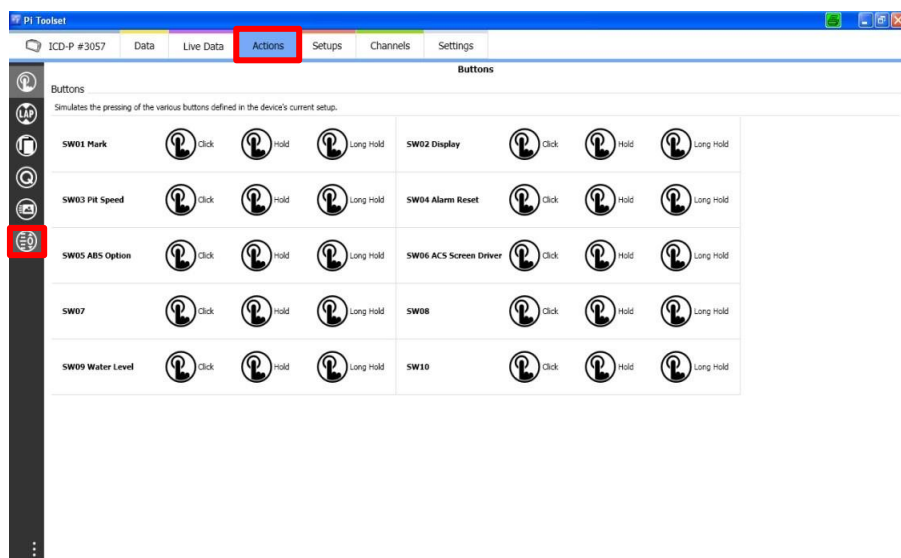 Pi Toolset
ICD-P #3057 Data Live Data Actions Setups Channels Settings
Buttons
Buttons
LAP
Simulates the pressing of the various buttons defined in the device's current setup.
SW01 Mark Click Hold Long Hold SW02 Display Click Hold Long Hold
SW03 Pit Speed Click Hold Long Hold SW04 Alarm Reset Click Hold Long Hold
SW05 ABS Option Click Hold Long Hold SW06 ACS Screen Driver Click Hold Long Hold
SW07 Click Hold Long Hold SW08 Click Hold Long Hold
SW09 Water Level Click Hold Long Hold SW10 Click Hold Long Hold